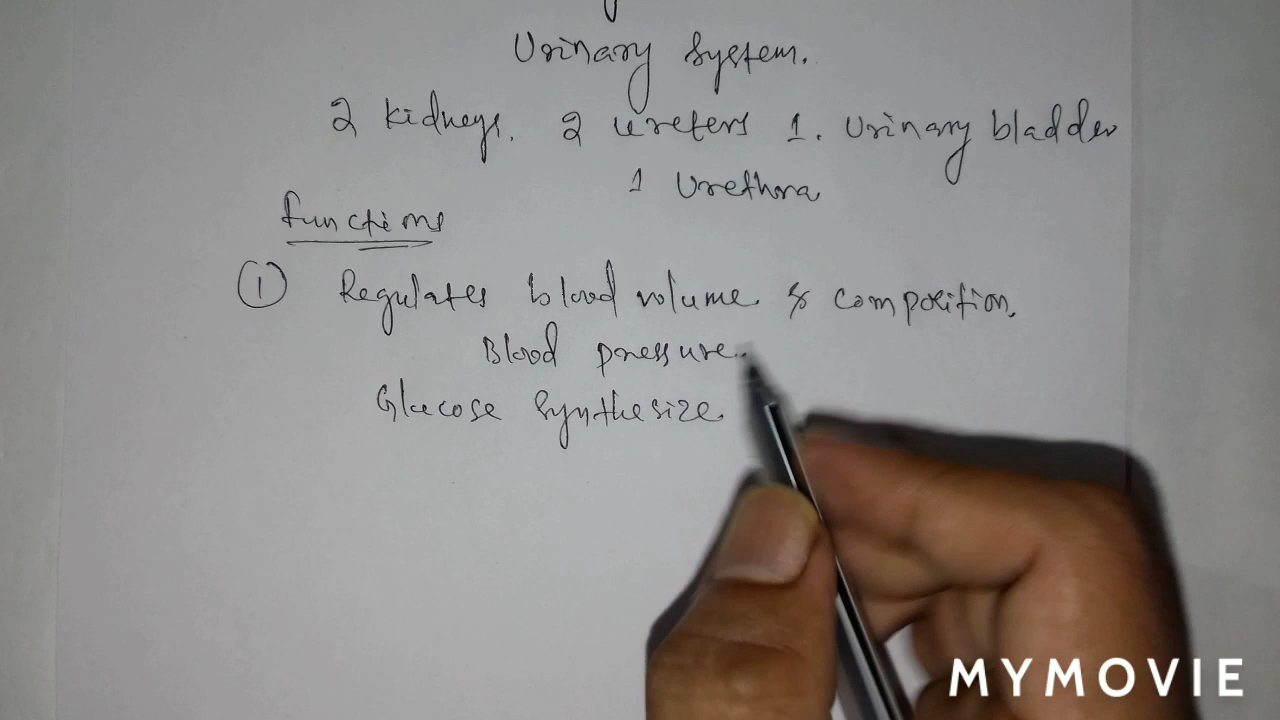 Urinary System.
2 kidneys. 2 Ureters 1. Urinary bladder
1 Urethra
functions
① Regulates blood volume & composition.
Blood pressure.
Glucose synthesize.
MYMOVIE